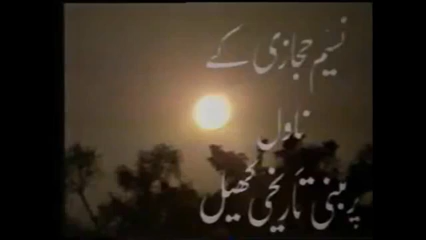 نسیم حجازی کے
ناول
پر مبنی تاریخی کھیل